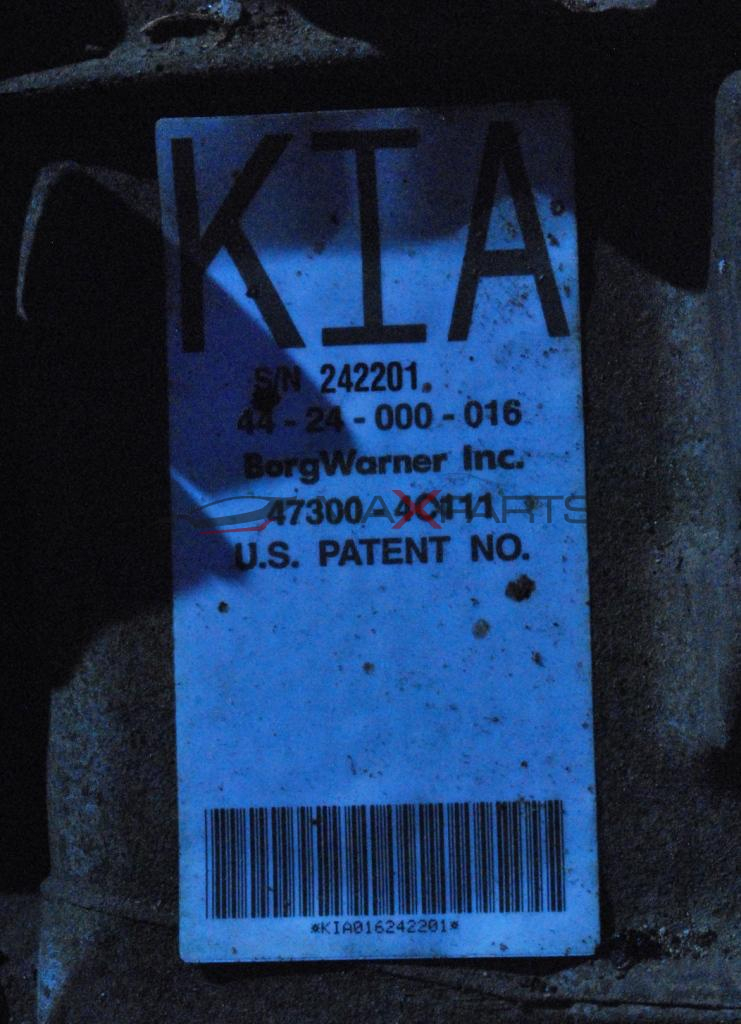 KIA
S/N 242201
44-24-000-016
BorgWarner Inc.
47300-4C111
U.S. PATENT NO.
*KIA016242201*